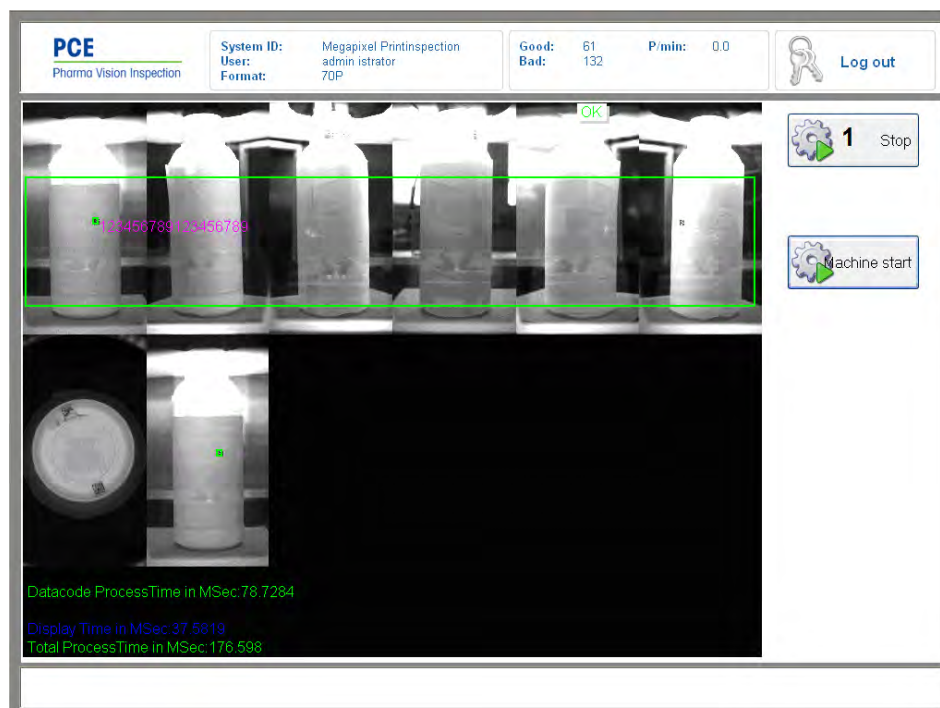 PCE
Pharma Vision Inspection
System ID: Megapixel Printinspection
User: admin istrator
Format: 70P
Good: 61 P/min: 0.0
Bad: 132
Log out
OK
1 Stop
123456789123456789
Machine start
Datacode ProcessTime in MSec:78.7284
Display Time in MSec:37.5819
Total ProcessTime in MSec:176.598